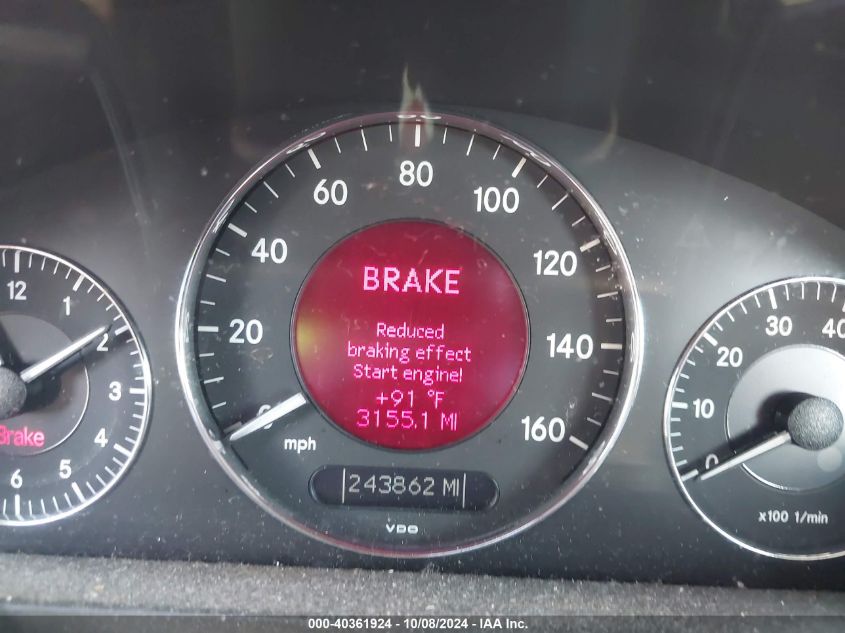 80
60
100
40
120
20
140
0
160
mph
BRAKE
Reduced
braking effect
Start engine!
+91 °F
3155.1 MI
243862 MI
VDO
12
1
2
3
4
5
6
Brake
0
10
20
30
40
x100 1/min
000-40361924 - 10/08/2024 - IAA Inc.